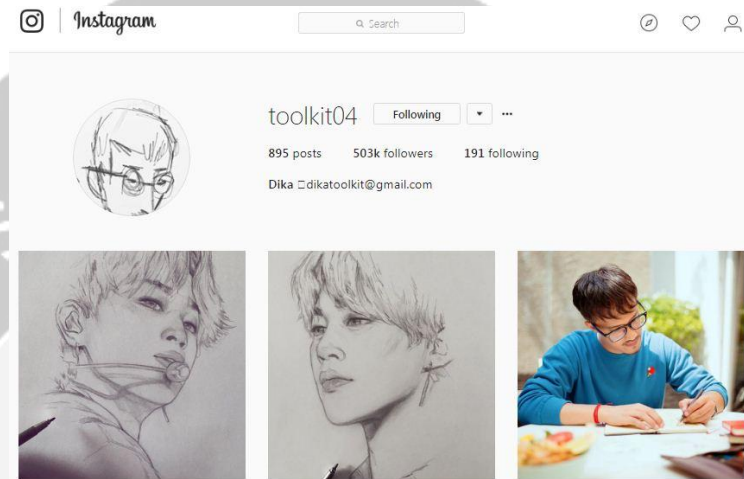 Instagram
Search
toolkit04 Following
895 posts 503k followers 191 following
Dika □dikatoolkit@gmail.com